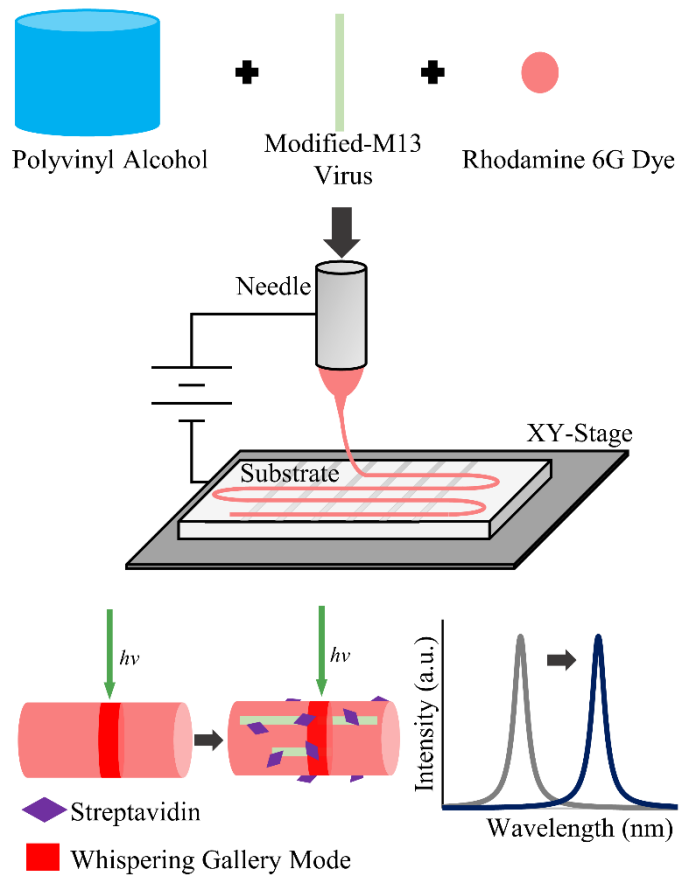 Polyvinyl Alcohol
Modified-M13
Virus
Rhodamine 6G Dye
Needle
XY-Stage
Substrate
hv
hv
Streptavidin
Whispering Gallery Mode
Intensity (a.u.)
Wavelength (nm)